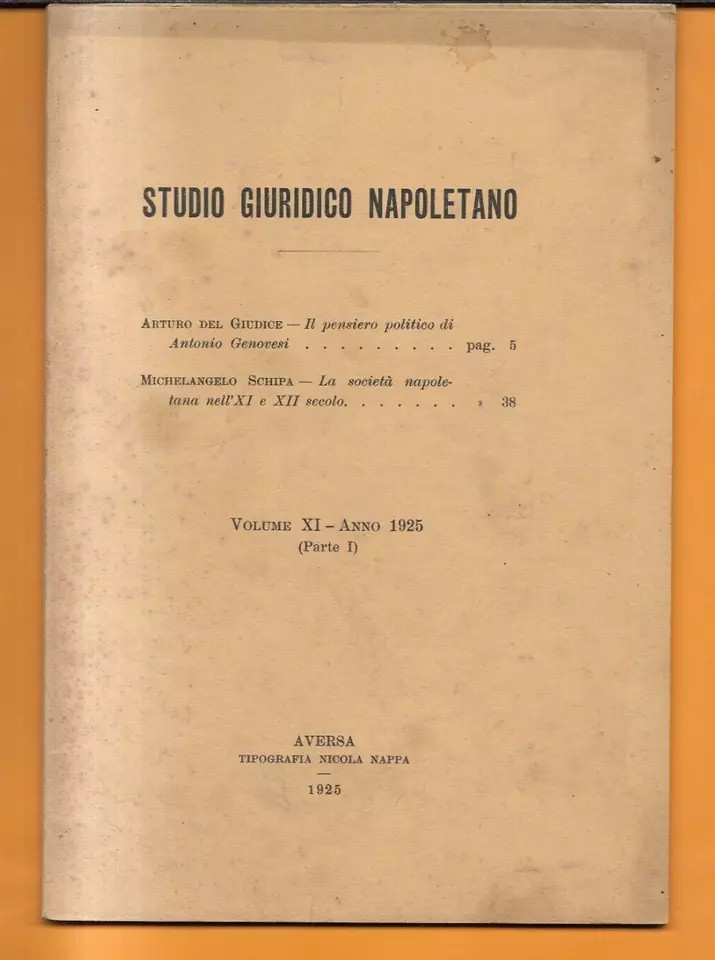 STUDIO GIURIDICO NAPOLETANO
ARTURO DEL GIUDICE — Il pensiero politico di
Antonio Genovesi . . . . . . . . . pag. 5
MICHELANGELO SCHIPA — La società napole-
tana nell'XI e XII secolo. . . . . . . » 38
VOLUME XI – ANNO 1925
(Parte I)
AVERSA
TIPOGRAFIA NICOLA NAPPA
1925